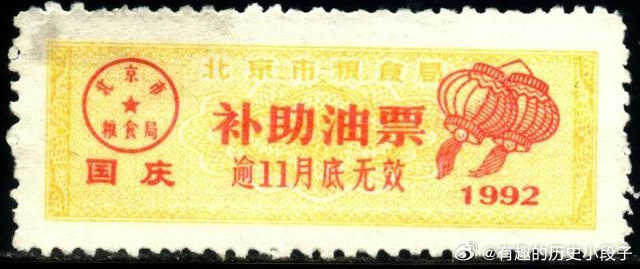 北京市粮食局
北京市
粮食局
补助油票
国庆
逾11月底无效
1992
@有趣的历史小段子